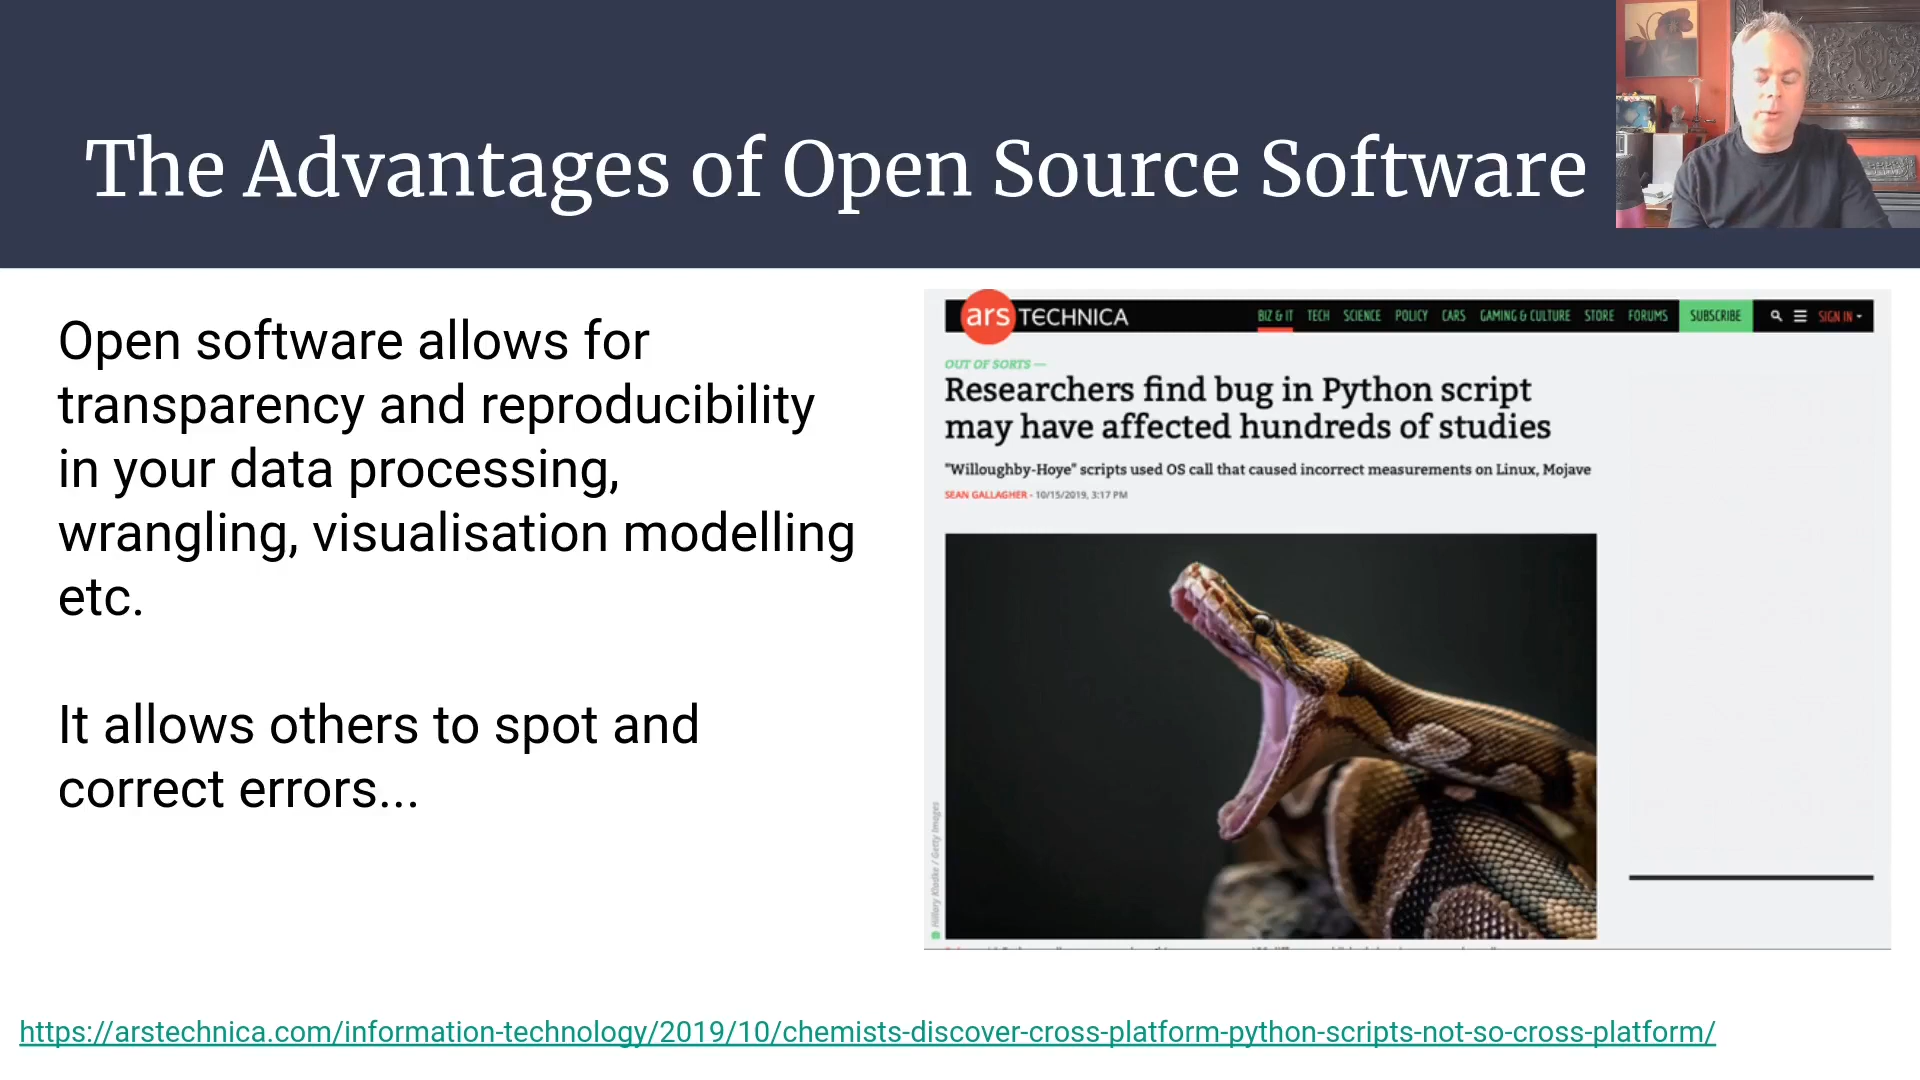 The Advantages of Open Source Software
Open software allows for
transparency and reproducibility
in your data processing,
wrangling, visualisation modelling
etc.
It allows others to spot and
correct errors...
ars TECHNICA
BIZ & IT TECH SCIENCE POLICY CARS GAMING & CULTURE STORE FORUMS SUBSCRIBE SIGN IN
OUT OF SORTS —
Researchers find bug in Python script
may have affected hundreds of studies
"Willoughby-Hoye" scripts used OS call that caused incorrect measurements on Linux, Mojave
SEAN GALLAGHER - 10/15/2019, 3:17 PM
/ Getty Images
https://arstechnica.com/information-technology/2019/10/chemists-discover-cross-platform-python-scripts-not-so-cross-platform/